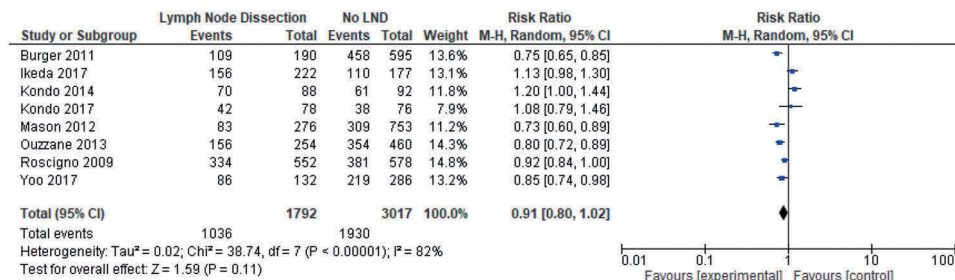 Lymph Node Dissection No LND Risk Ratio Risk Ratio
Study or Subgroup Events Total Events Total Weight M-H, Random, 95% CI M-H, Random, 95% CI
Burger 2011 109 190 458 595 13.6% 0.75 [0.65, 0.85]
Ikeda 2017 156 222 110 177 13.1% 1.13 [0.98, 1.30]
Kondo 2014 70 88 61 92 11.8% 1.20 [1.00, 1.44]
Kondo 2017 42 78 38 76 7.9% 1.08 [0.79, 1.46]
Mason 2012 83 276 309 753 11.4% 0.73 [0.60, 0.89]
Ouzzane 2013 156 254 354 460 14.3% 0.80 [0.72, 0.89]
Roscigno 2009 334 552 381 578 14.8% 0.92 [0.84, 1.00]
Yoo 2017 86 132 219 286 13.2% 0.85 [0.74, 0.98]
Total (95% CI) 1792 3017 100.0% 0.91 [0.80, 1.02]
Total events 1036 1930
Heterogeneity: Tau² = 0.02; Chi² = 38.74, df = 7 (P < 0.00001); I² = 82%
Test for overall effect: Z = 1.59 (P = 0.11)
0.01 0.1 1 10 100
Favours [experimental] Favours [control]